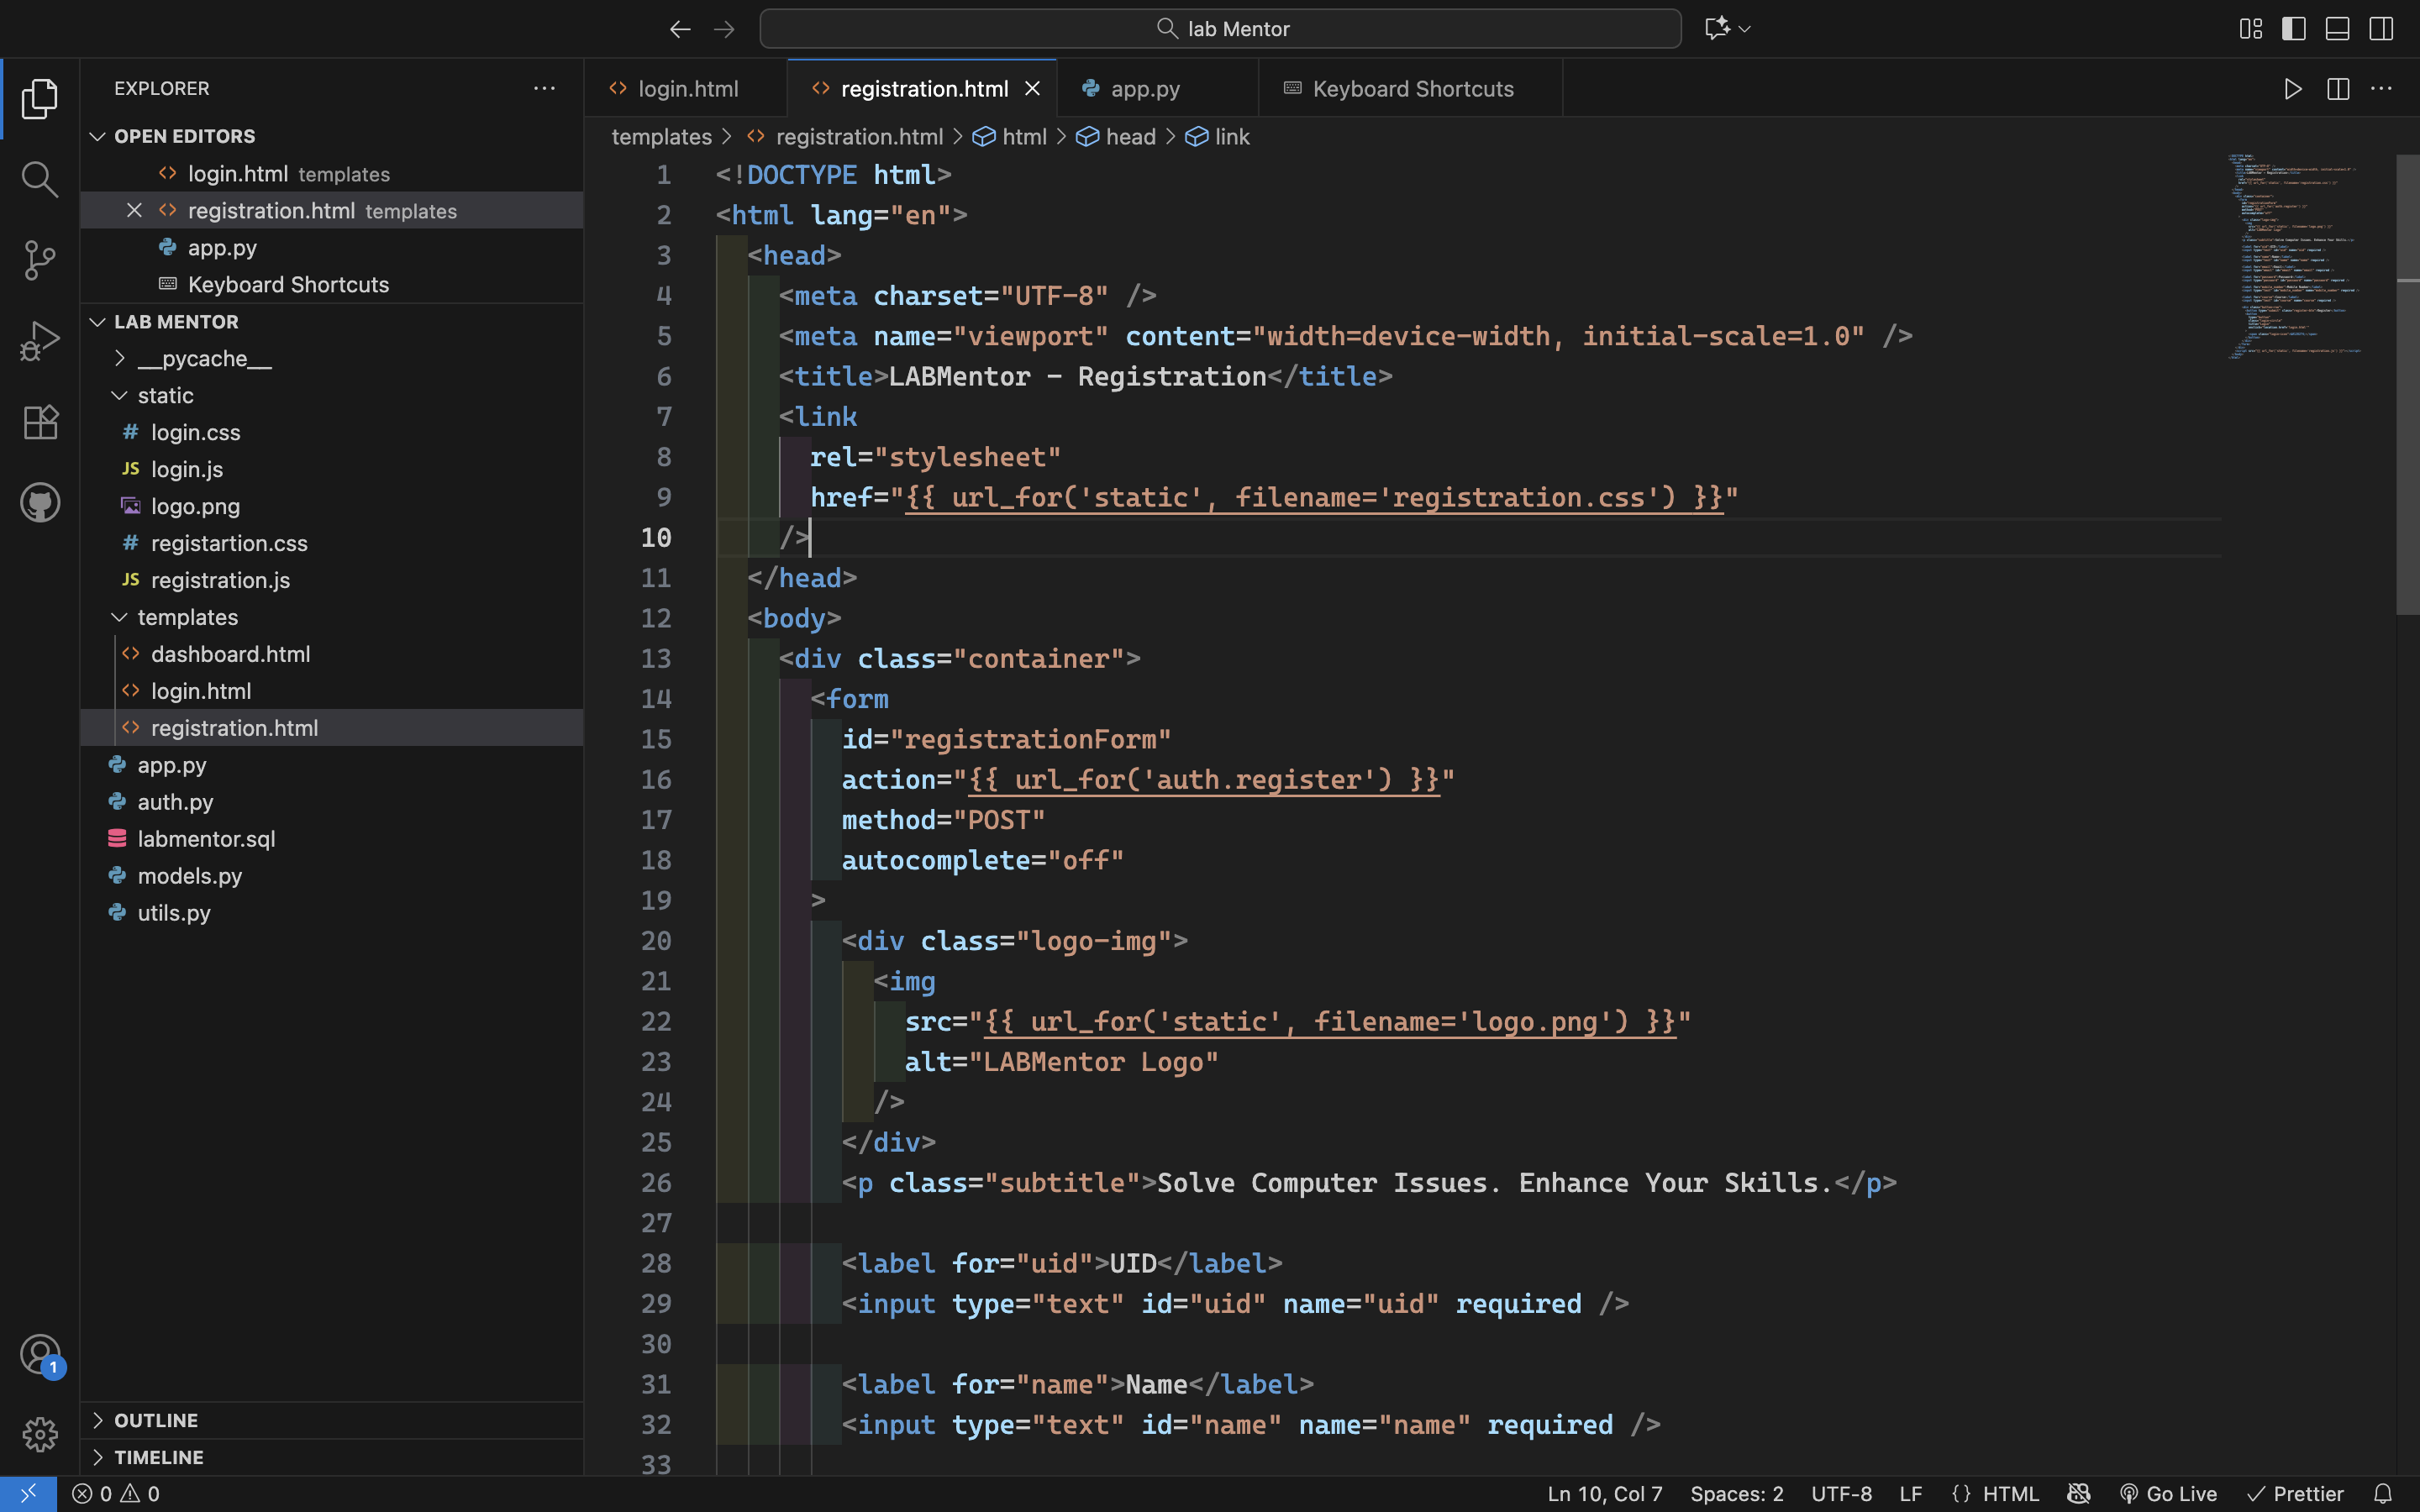 lab Mentor
EXPLORER
OPEN EDITORS
login.html templates
registration.html templates
app.py
Keyboard Shortcuts
LAB MENTOR
__pycache__
static
# login.css
JS login.js
logo.png
# registartion.css
JS registration.js
templates
<> dashboard.html
<> login.html
<> registration.html
app.py
auth.py
labmentor.sql
models.py
utils.py
OUTLINE
TIMELINE
1
login.html registration.html app.py Keyboard Shortcuts
templates > <> registration.html > html > head > link
1 <!DOCTYPE html>
2 <html lang="en">
3 <head>
4 <meta charset="UTF-8" />
5 <meta name="viewport" content="width=device-width, initial-scale=1.0" />
6 <title>LABMentor - Registration</title>
7 <link
8 rel="stylesheet"
9 href="{{ url_for('static', filename='registration.css') }}"
10 />
11 </head>
12 <body>
13 <div class="container">
14 <form
15 id="registrationForm"
16 action="{{ url_for('auth.register') }}"
17 method="POST"
18 autocomplete="off"
19 >
20 <div class="logo-img">
21 <img
22 src="{{ url_for('static', filename='logo.png') }}"
23 alt="LABMentor Logo"
24 />
25 </div>
26 <p class="subtitle">Solve Computer Issues. Enhance Your Skills.</p>
27
28 <label for="uid">UID</label>
29 <input type="text" id="uid" name="uid" required />
30
31 <label for="name">Name</label>
32 <input type="text" id="name" name="name" required />
33
0 0 Ln 10, Col 7 Spaces: 2 UTF-8 LF {} HTML Go Live Prettier